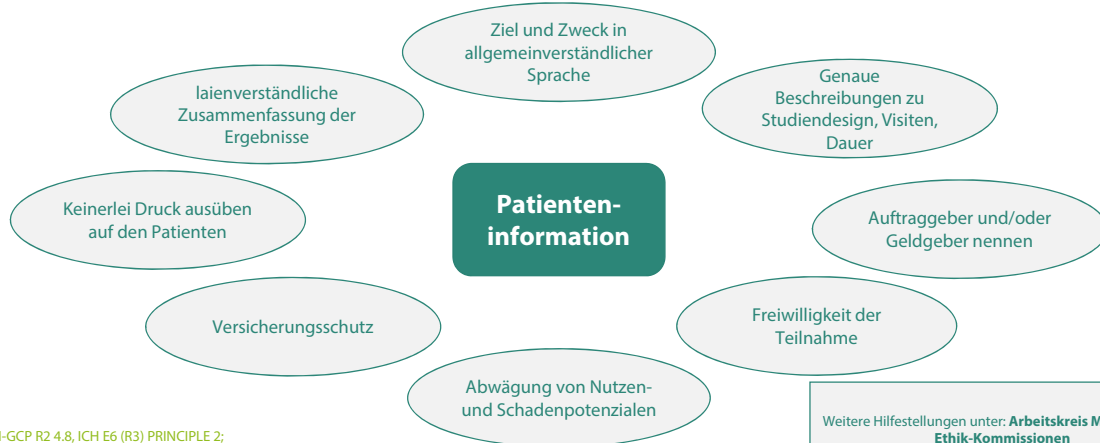 Ziel und Zweck in
allgemeinverständlicher
Sprache
laienverständliche
Zusammenfassung der
Ergebnisse
Genaue
Beschreibungen zu
Studiendesign, Visiten,
Dauer
Patienten-
information
Keinerlei Druck ausüben
auf den Patienten
Auftraggeber und/oder
Geldgeber nennen
Versicherungsschutz
Freiwilligkeit der
Teilnahme
Abwägung von Nutzen-
und Schadenpotenzialen
-GCP R2 4.8, ICH E6 (R3) PRINCIPLE 2;
Weitere Hilfestellungen unter: Arbeitskreis M
Ethik-Kommissionen